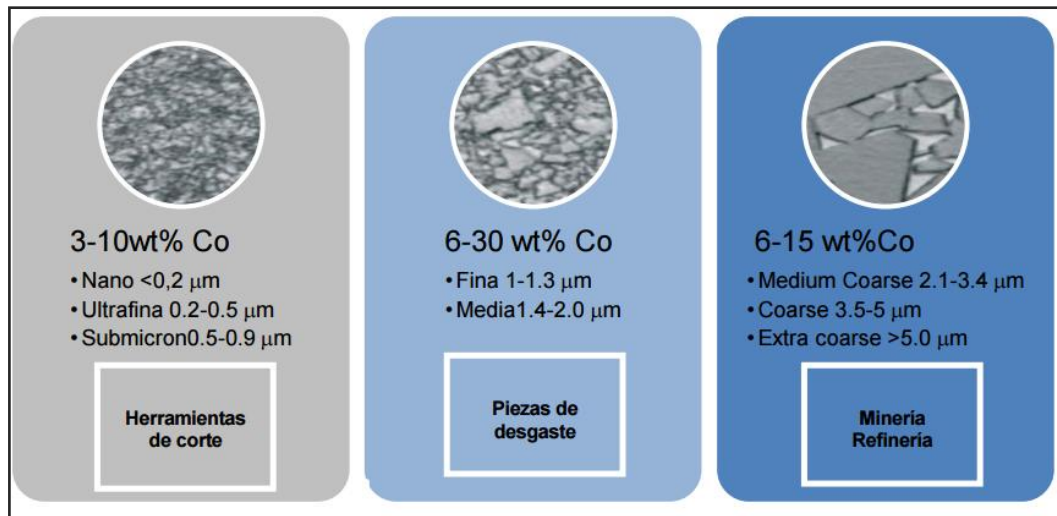 3-10wt% Co
• Nano <0,2 μm
• Ultrafina 0.2-0.5 μm
• Submicron0.5-0.9 μm
Herramientas
de corte
6-30 wt% Co
• Fina 1-1.3 μm
• Media1.4-2.0 μm
Piezas de
desgaste
6-15 wt%Co
• Medium Coarse 2.1-3.4 μm
• Coarse 3.5-5 μm
• Extra coarse >5.0 μm
Minería
Refinería